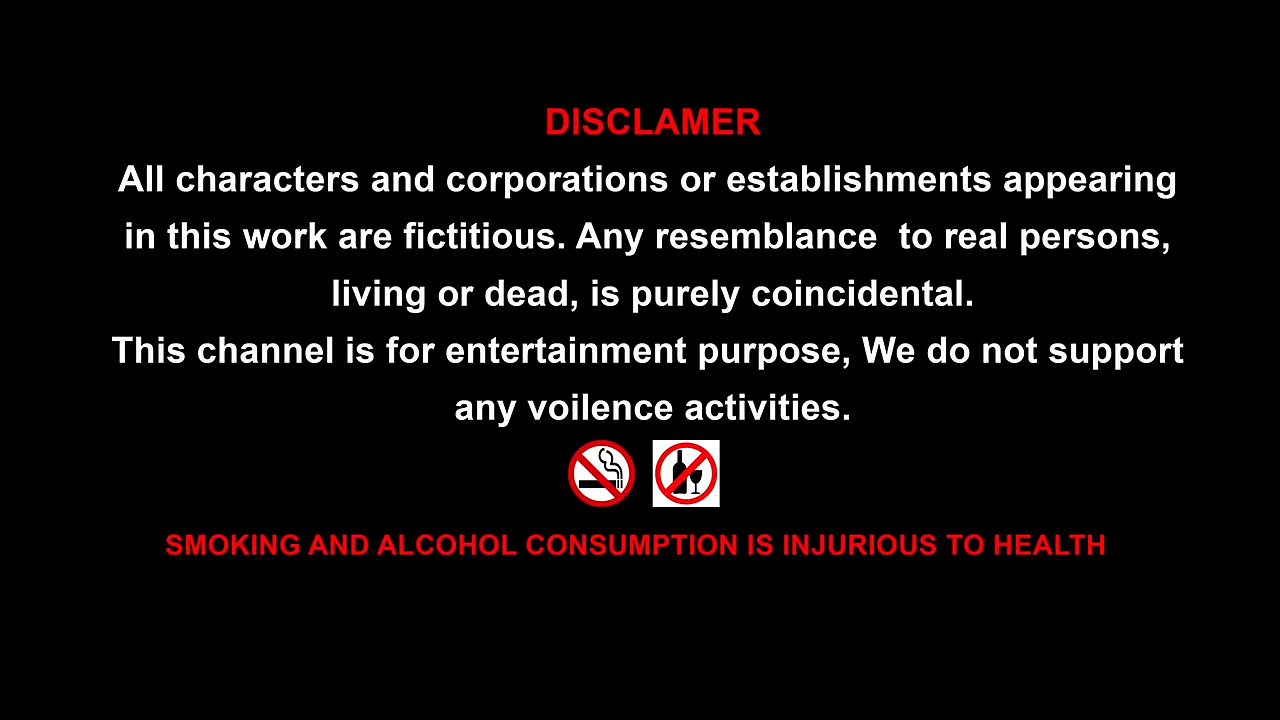 DISCLAMER
All characters and corporations or establishments appearing
in this work are fictitious. Any resemblance  to real persons,
living or dead, is purely coincidental.
This channel is for entertainment purpose, We do not support
any voilence activities.
SMOKING AND ALCOHOL CONSUMPTION IS INJURIOUS TO HEALTH